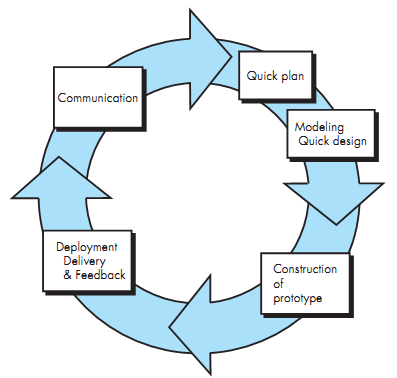 Communication
Quick plan
Modeling
Quick design
Construction
of
prototype
Deployment
Delivery
& Feedback